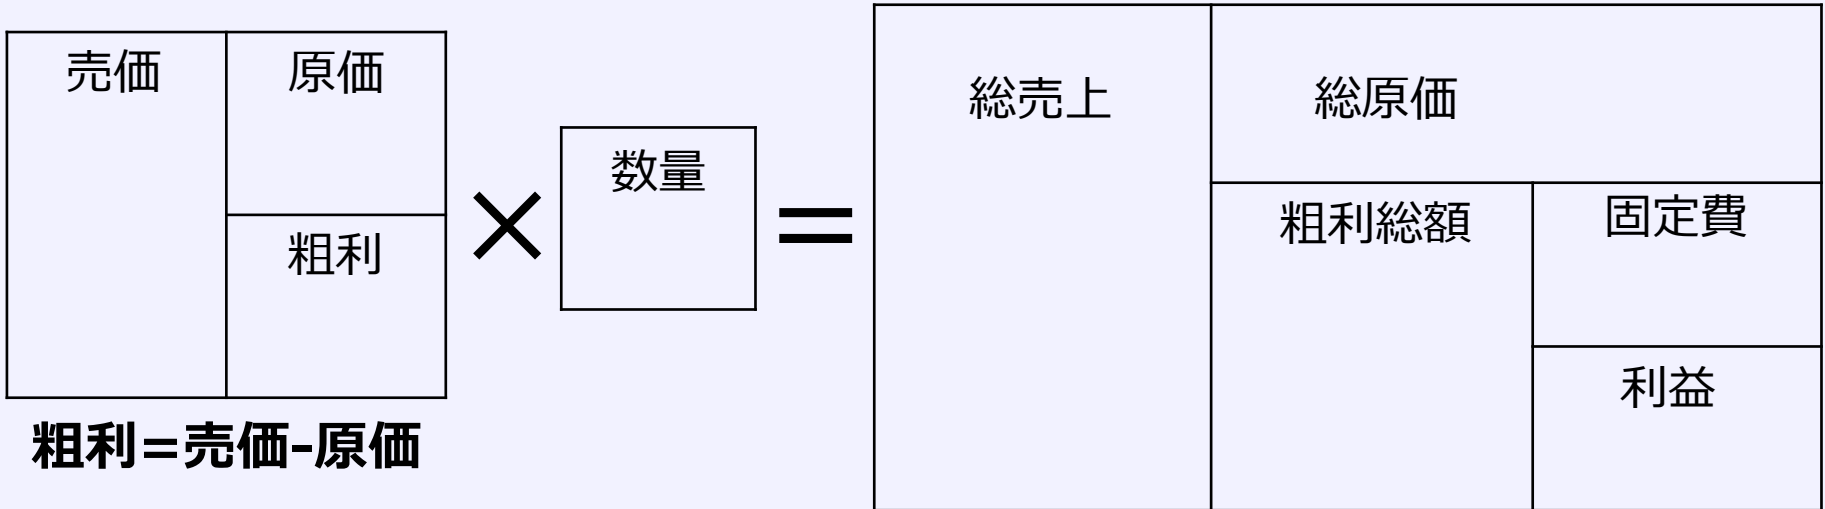 売価
原価
粗利
×
数量
=
総売上
総原価
粗利総額
固定費
利益
粗利=売価-原価